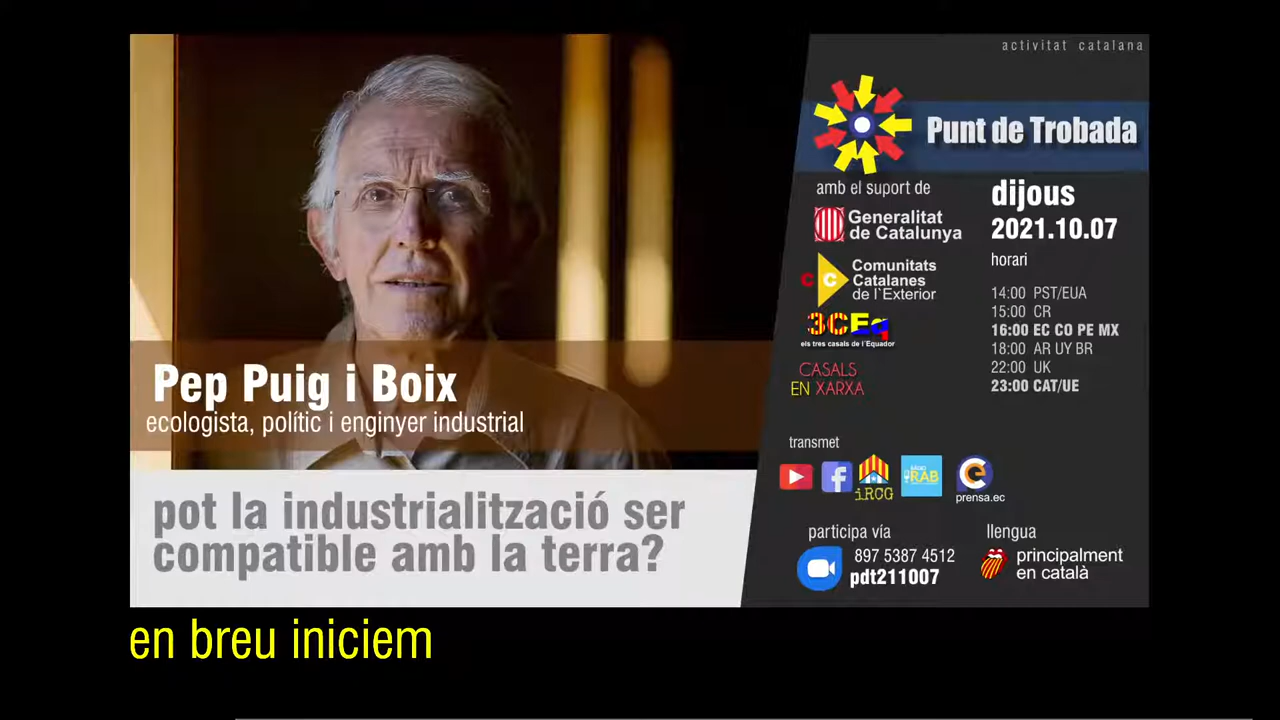 activitat catalana
Punt de Trobada
amb el suport de
Generalitat
de Catalunya
Comunitats
Catalanes
de l'Exterior
CC
3CEq
els tres casals de l'Equador
CASALS
EN XARXA
dijous
2021.10.07
horari
14:00 PST/EUA
15:00 CR
16:00 EC CO PE MX
18:00 AR UY BR
22:00 UK
23:00 CAT/UE
Pep Puig i Boix
ecologista, polític i enginyer industrial
pot la industrialització ser
compatible amb la terra?
transmet
iRCG
RÀDIO
RAB
prensa.ec
participa vía
897 5387 4512
pdt211007
llengua
principalment
en català
en breu iniciem